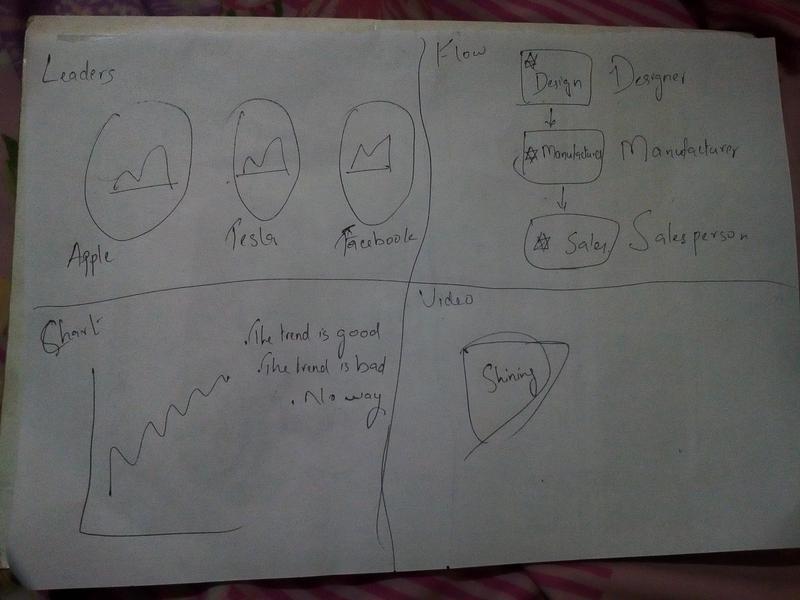 Leaders
Apple
Tesla
Facebook
Flow
Design Designer
Manufacturer Manufacturer
Sales Salesperson
Chart
. The trend is good
. The trend is bad
. No way
Video
Shining